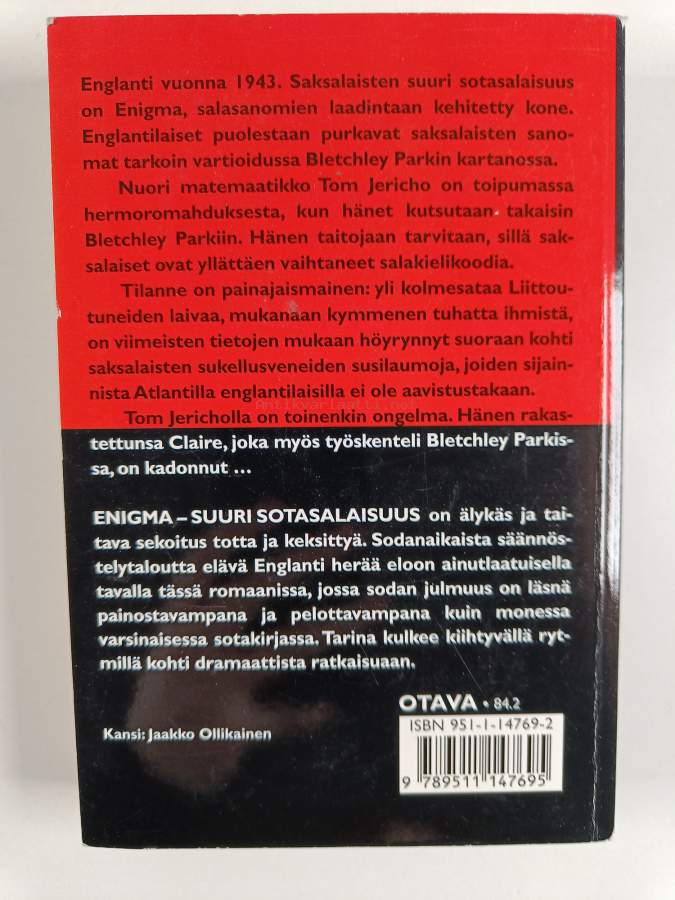 Englanti vuonna 1943. Saksalaisten suuri sotasalaisuus
on Enigma, salasanomien laadintaan kehitetty kone.
Englantilaiset puolestaan purkavat saksalaisten sano-
mat tarkoin vartioidussa Bletchley Parkin kartanossa.
Nuori matemaatikko Tom Jericho on toipumassa
hermoromahduksesta, kun hänet kutsutaan takaisin
Bletchley Parkiin. Hänen taitojaan tarvitaan, sillä sak-
salaiset ovat yllättäen vaihtaneet salakielikoodia.
Tilanne on painajaismainen: yli kolmesataa Liittou-
tuneiden laivaa, mukanaan kymmenen tuhatta ihmistä,
on viimeisten tietojen mukaan höyrynnyt suoraan kohti
saksalaisten sukellusveneiden susilaumoja, joiden sijain-
nista Atlantilla englantilaisilla ei ole aavistustakaan.
Antikvariaatti.net
Tom Jericholla on toinenkin ongelma. Hänen rakas-
tettunsa Claire, joka myös työskenteli Bletchley Parkis-
sa, on kadonnut ...
ENIGMA – SUURI SOTASALAISUUS on älykäs ja tai-
tava sekoitus totta ja keksittyä. Sodanaikaista säännös-
telytaloutta elävä Englanti herää eloon ainutlaatuisella
tavalla tässä romaanissa, jossa sodan julmuus on läsnä
painostavampana ja pelottavampana kuin monessa
varsinaisessa sotakirjassa. Tarina kulkee kiihtyvällä ryt-
millä kohti dramaattista ratkaisuaan.
OTAVA • 84.2
ISBN 951-1-14769-2
Kansi: Jaakko Ollikainen
9 789511 147695